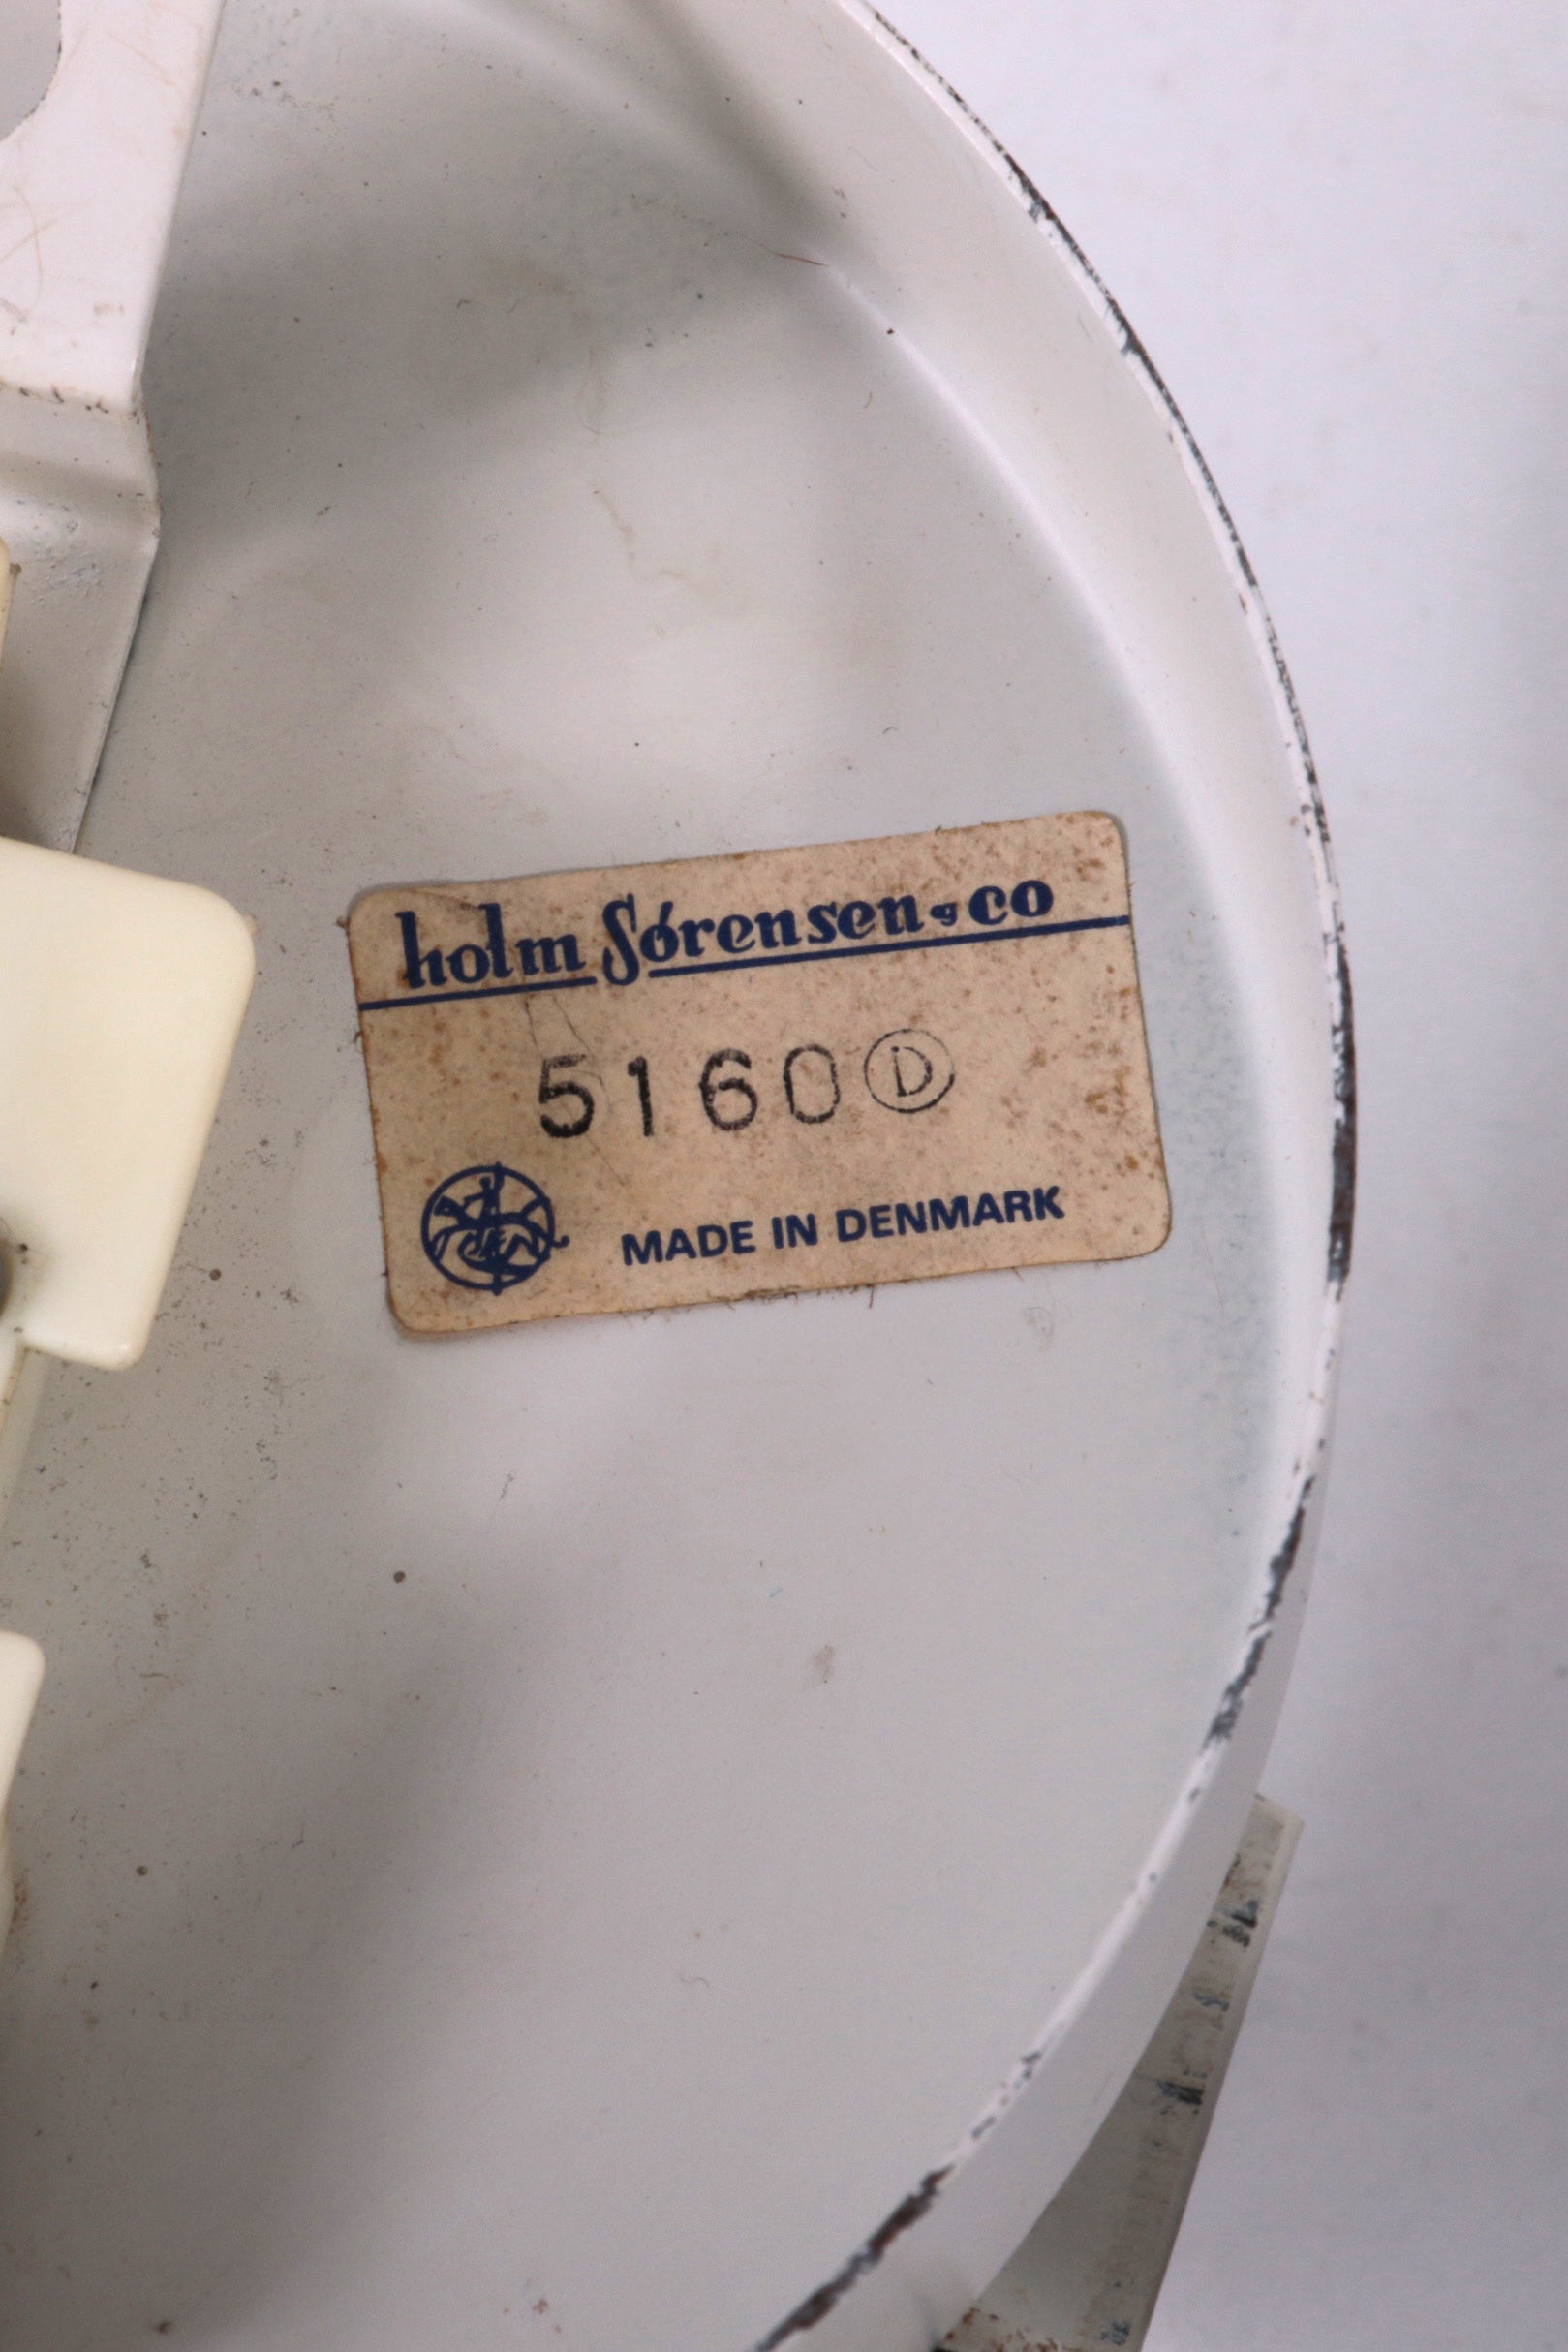 holm Sørensen & co
5160 Ⓓ
MADE IN DENMARK